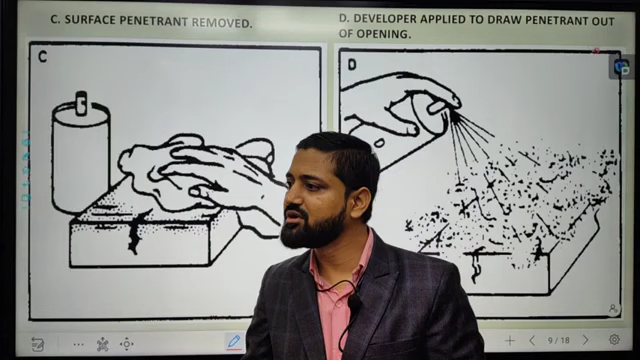 C. SURFACE PENETRANT REMOVED.
D. DEVELOPER APPLIED TO DRAW PENETRANT OUT
OF OPENING.
C
D
9 / 18